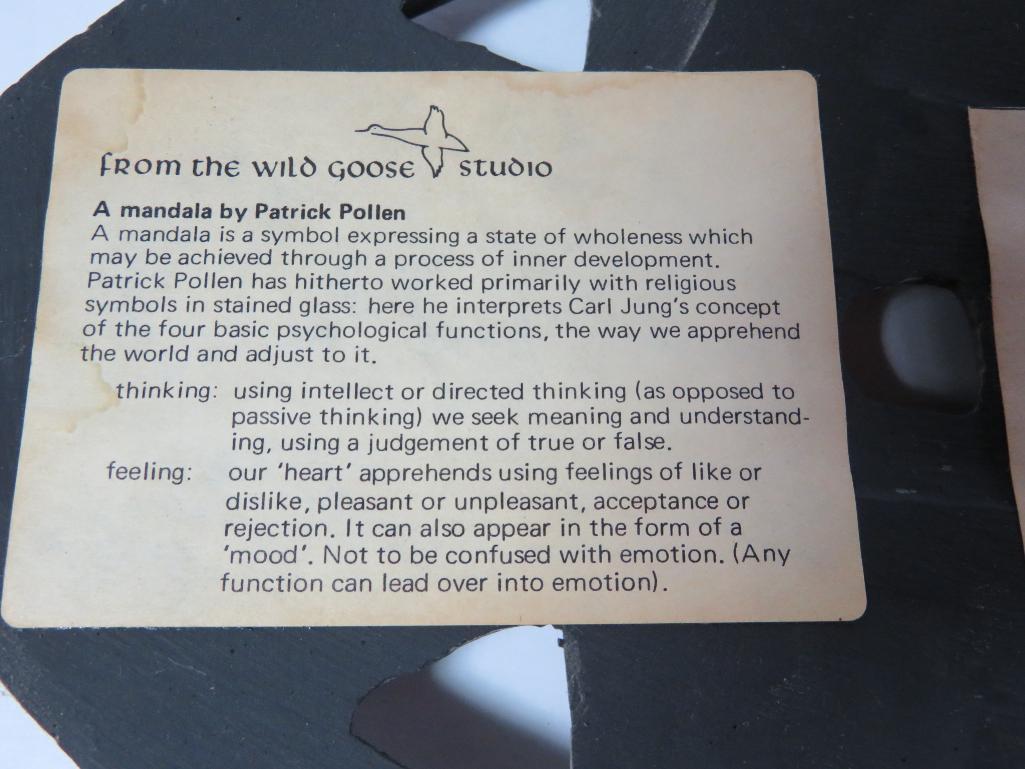 from the wild goose studio
A mandala by Patrick Pollen
A mandala is a symbol expressing a state of wholeness which
may be achieved through a process of inner development.
Patrick Pollen has hitherto worked primarily with religious
symbols in stained glass: here he interprets Carl Jung's concept
of the four basic psychological functions, the way we apprehend
the world and adjust to it.
thinking: using intellect or directed thinking (as opposed to
passive thinking) we seek meaning and understand-
ing, using a judgement of true or false.
feeling: our 'heart' apprehends using feelings of like or
dislike, pleasant or unpleasant, acceptance or
rejection. It can also appear in the form of a
'mood'. Not to be confused with emotion. (Any
function can lead over into emotion).